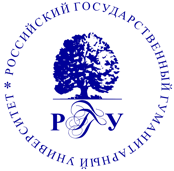 РОССИЙСКИЙ ГОСУДАРСТВЕННЫЙ ГУМАНИТАРНЫЙ УНИВЕРСИТЕТ *
РГГУ